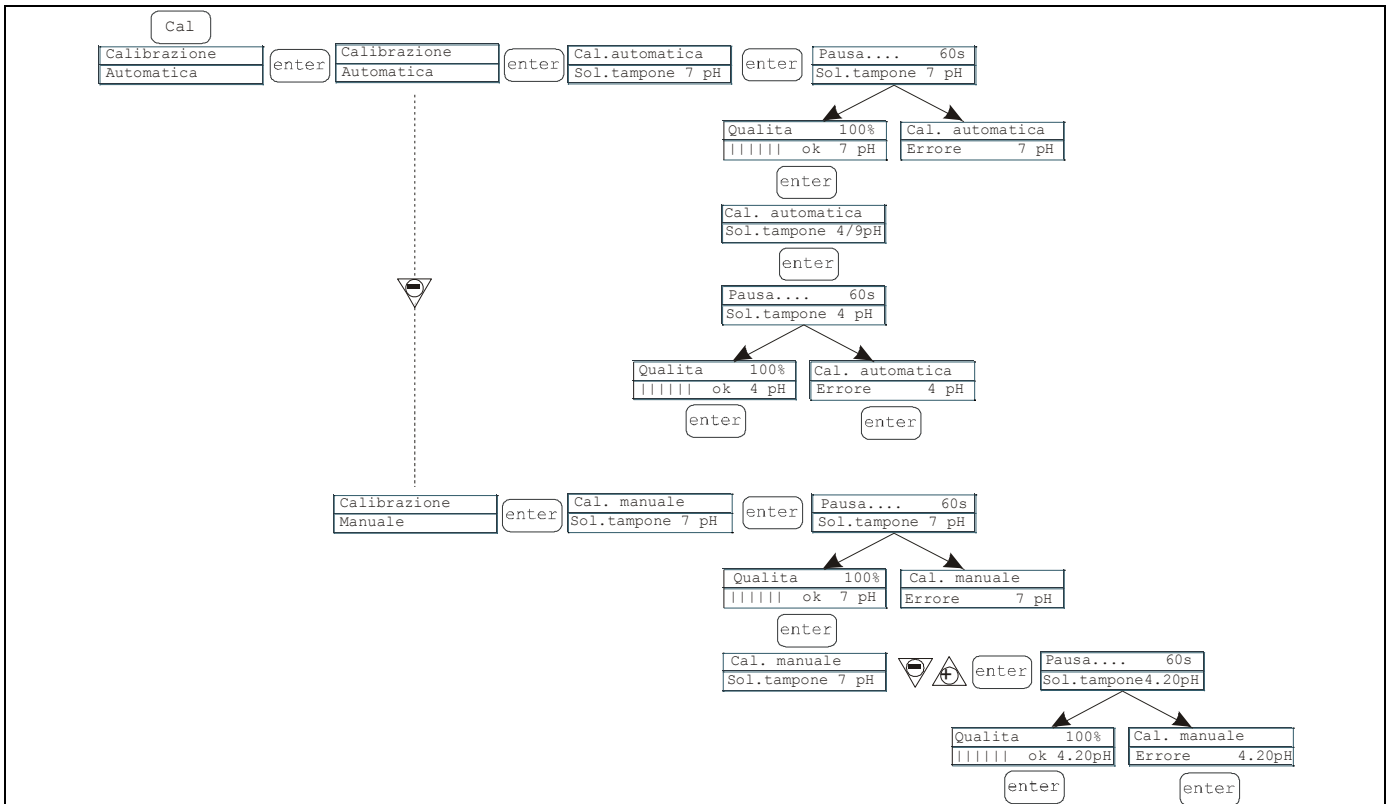 Cal
Calibrazione
Automatica
enter
Calibrazione
Automatica
enter
Cal.automatica
Sol.tampone 7 pH
enter
Pausa.... 60s
Sol.tampone 7 pH
Qualita 100%
|||||| ok 7 pH
Cal. automatica
Errore 7 pH
enter
Cal. automatica
Sol.tampone 4/9pH
enter
Pausa.... 60s
Sol.tampone 4 pH
Qualita 100%
|||||| ok 4 pH
Cal. automatica
Errore 4 pH
enter
enter
Calibrazione
Manuale
enter
Cal. manuale
Sol.tampone 7 pH
enter
Pausa.... 60s
Sol.tampone 7 pH
Qualita 100%
|||||| ok 7 pH
Cal. manuale
Errore 7 pH
enter
Cal. manuale
Sol.tampone 7 pH
enter
Pausa.... 60s
Sol.tampone4.20pH
Qualita 100%
|||||| ok 4.20pH
Cal. manuale
Errore 4.20pH
enter
enter